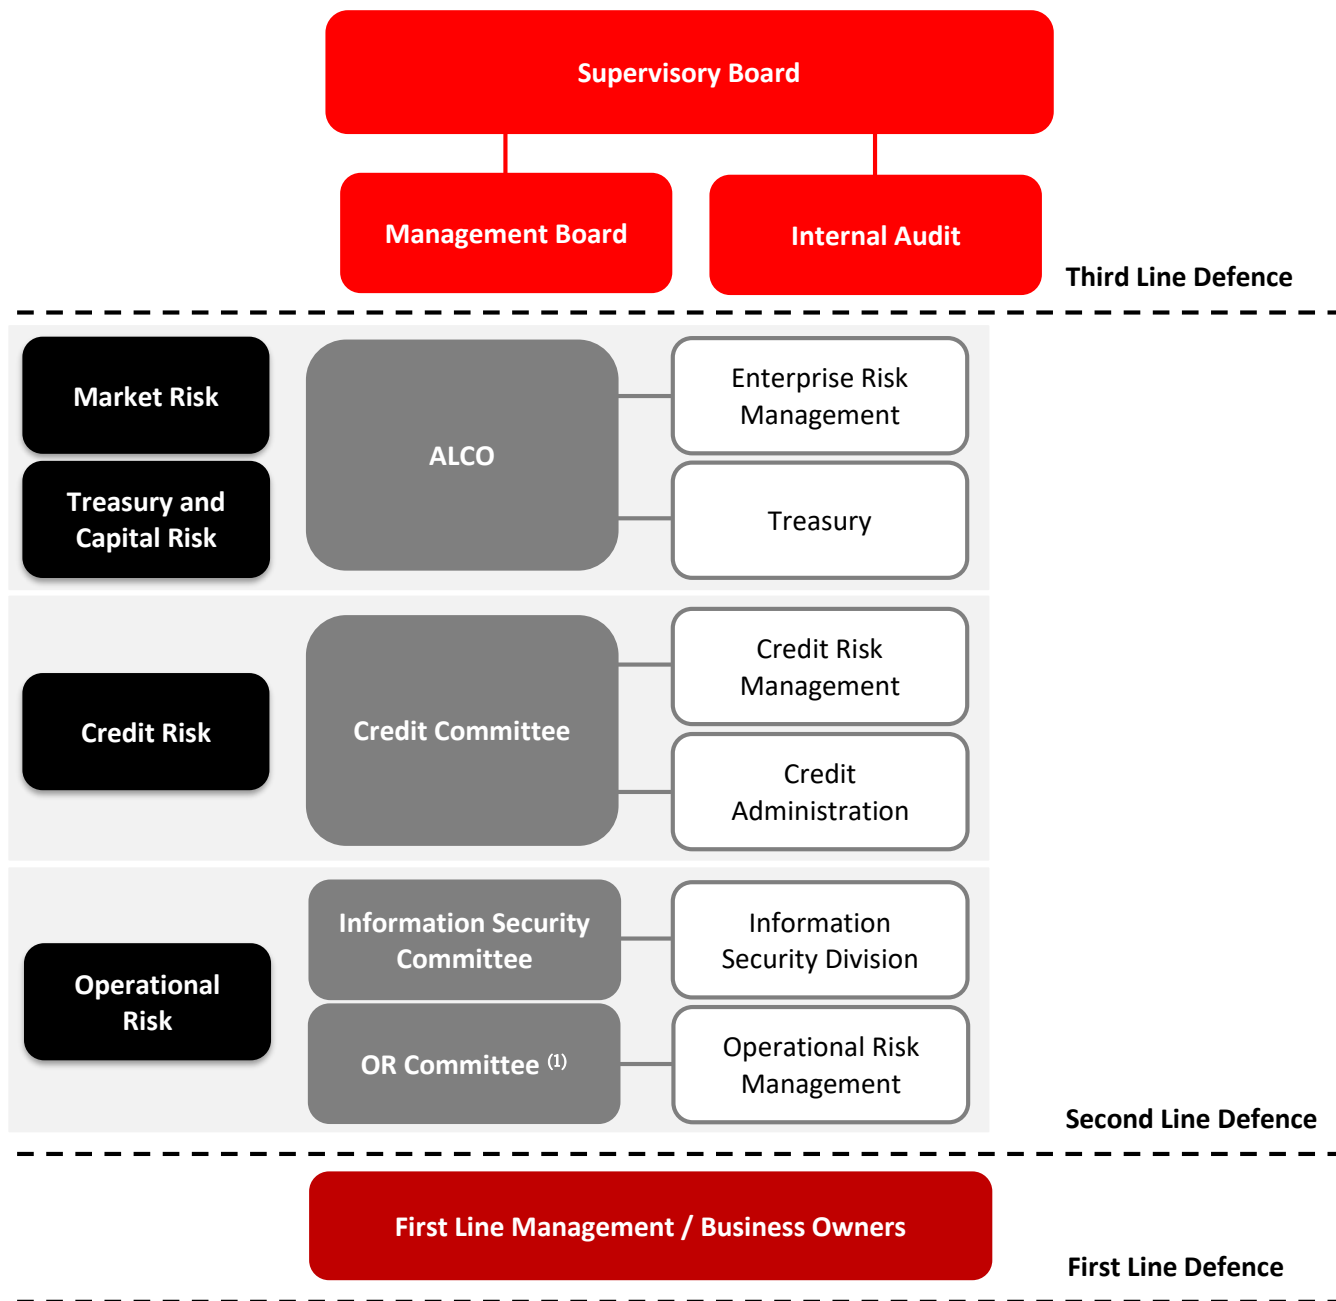 Supervisory Board
Management Board
Internal Audit
Third Line Defence
Market Risk
Treasury and
Capital Risk
ALCO
Enterprise Risk
Management
Treasury
Credit Risk
Credit Committee
Credit Risk
Management
Credit
Administration
Operational
Risk
Information Security
Committee
Information
Security Division
OR Committee (1)
Operational Risk
Management
Second Line Defence
First Line Management / Business Owners
First Line Defence